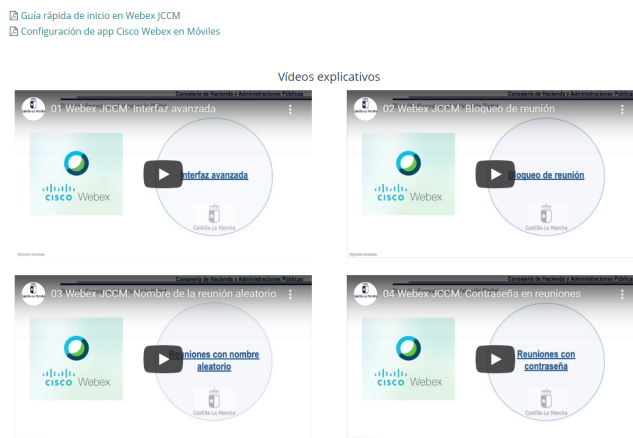 Guía rápida de inicio en Webex JCCM
Configuración de app Cisco Webex en Móviles
Vídeos explicativos
Consejería de Hacienda y Administraciones Públicas
01 Webex JCCM: Interfaz avanzada
Interfaz avanzada
CISCO Webex
Castilla-La Mancha
Consejería de Hacienda y Administraciones Públicas
02 Webex JCCM: Bloqueo de reunión
Bloqueo de reunión
CISCO Webex
Castilla-La Mancha
Consejería de Hacienda y Administraciones Públicas
03 Webex JCCM: Nombre de la reunión aleatorio
Reuniones con nombre
aleatorio
CISCO Webex
Castilla-La Mancha
Consejería de Hacienda y Administraciones Públicas
04 Webex JCCM: Contraseña en reuniones
Reuniones con
contraseña
CISCO Webex
Castilla-La Mancha